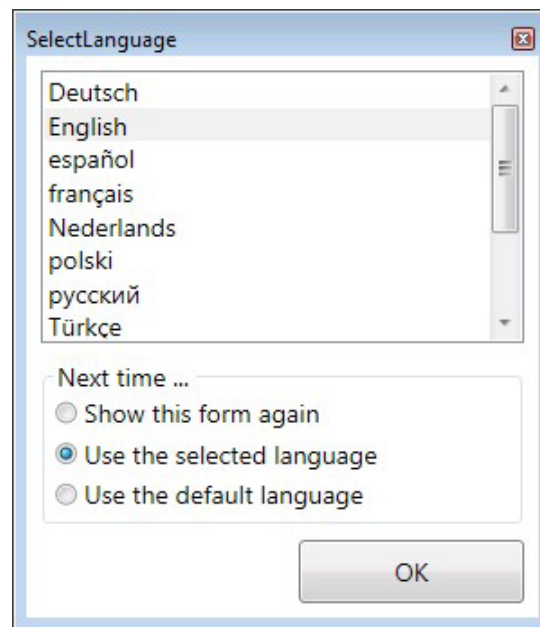 SelectLanguage
Deutsch
English
español
français
Nederlands
polski
русский
Türkçe
Next time ...
Show this form again
Use the selected language
Use the default language
OK